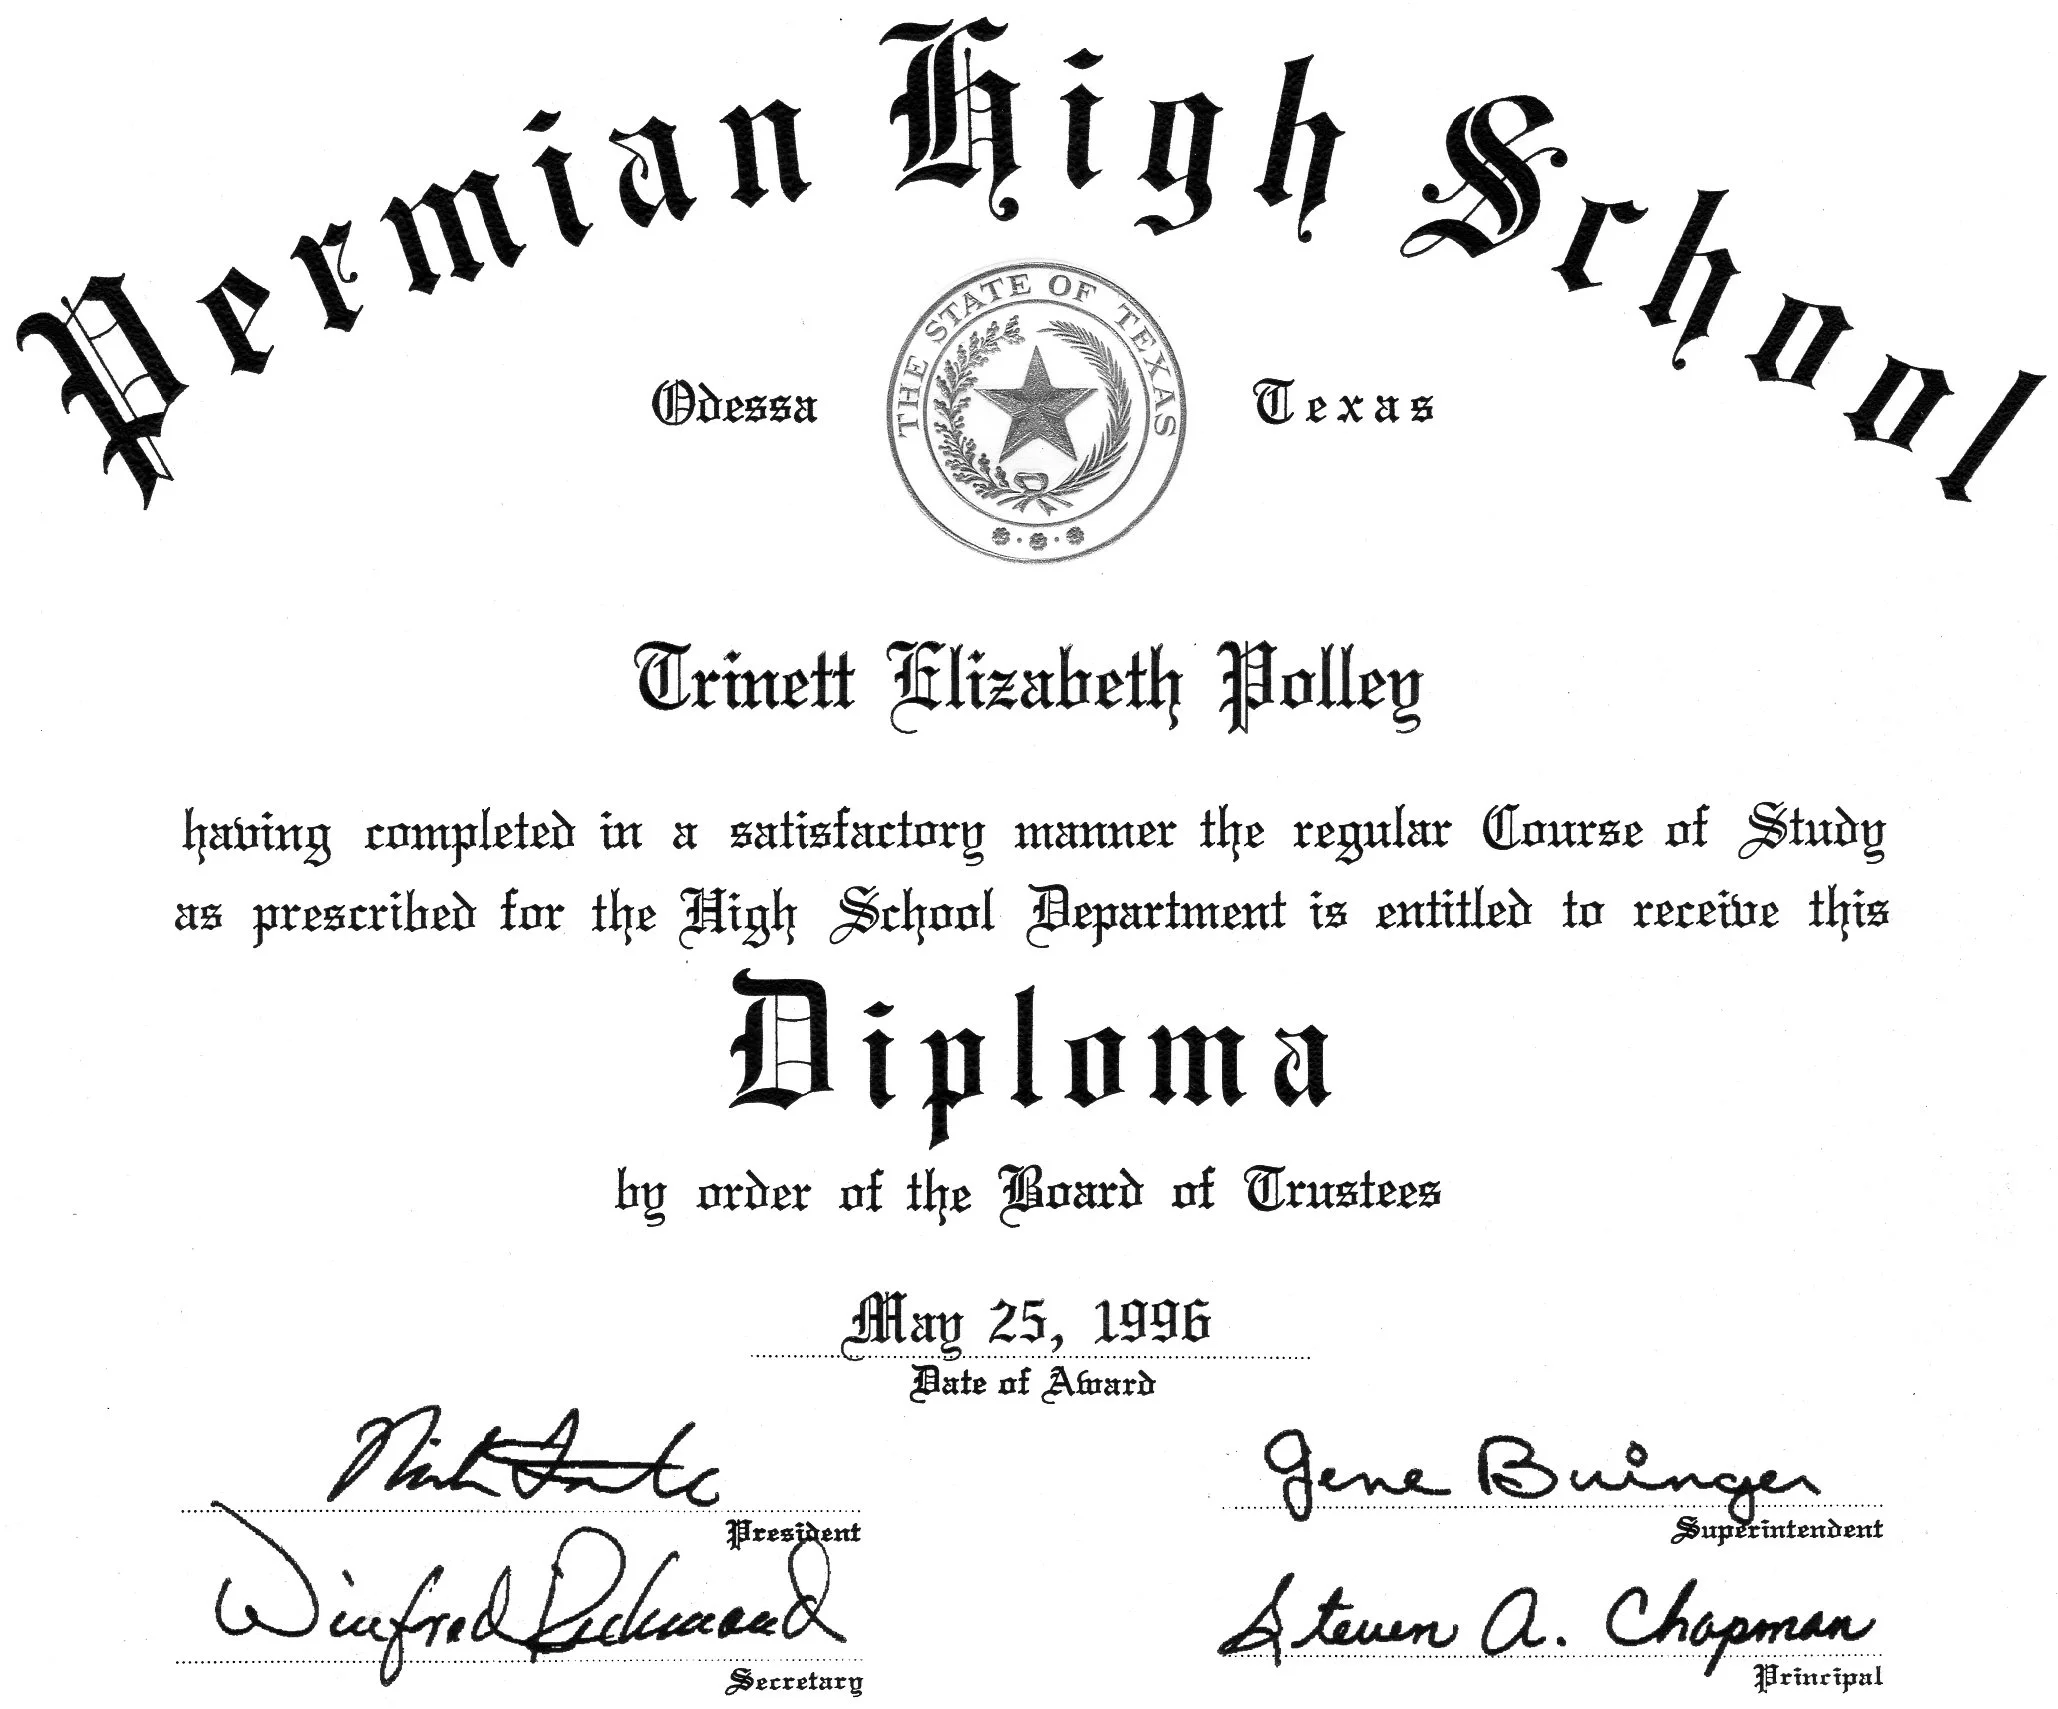 Permian High School
Odessa Texas
THE STATE OF TEXAS
Trinett Elizabeth Polley
having completed in a satisfactory manner the regular Course of Study
as prescribed for the High School Department is entitled to receive this
Diploma
by order of the Board of Trustees
May 25, 1996
Date of Award
Gene Buinger
President
Superintendent
Winfred Richmond
Steven A. Chapman
Secretary
Principal